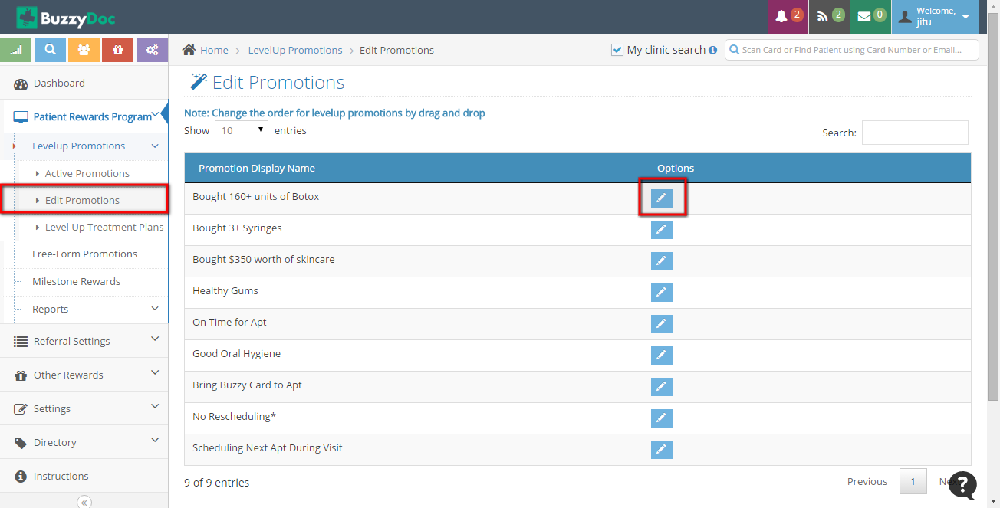 BuzzyDoc
2
2
0
Welcome,
jitu
Home
LevelUp Promotions
Edit Promotions
My clinic search
Scan Card or Find Patient using Card Number or Email...
Dashboard
Patient Rewards Program
Levelup Promotions
Active Promotions
Edit Promotions
Level Up Treatment Plans
Free-Form Promotions
Milestone Rewards
Reports
Referral Settings
Other Rewards
Settings
Directory
Instructions
Edit Promotions
Note: Change the order for levelup promotions by drag and drop
Show 10 entries
Search:
Promotion Display Name Options
Bought 160+ units of Botox
Bought 3+ Syringes
Bought $350 worth of skincare
Healthy Gums
On Time for Apt
Good Oral Hygiene
Bring Buzzy Card to Apt
No Rescheduling*
Scheduling Next Apt During Visit
9 of 9 entries
Previous 1
?